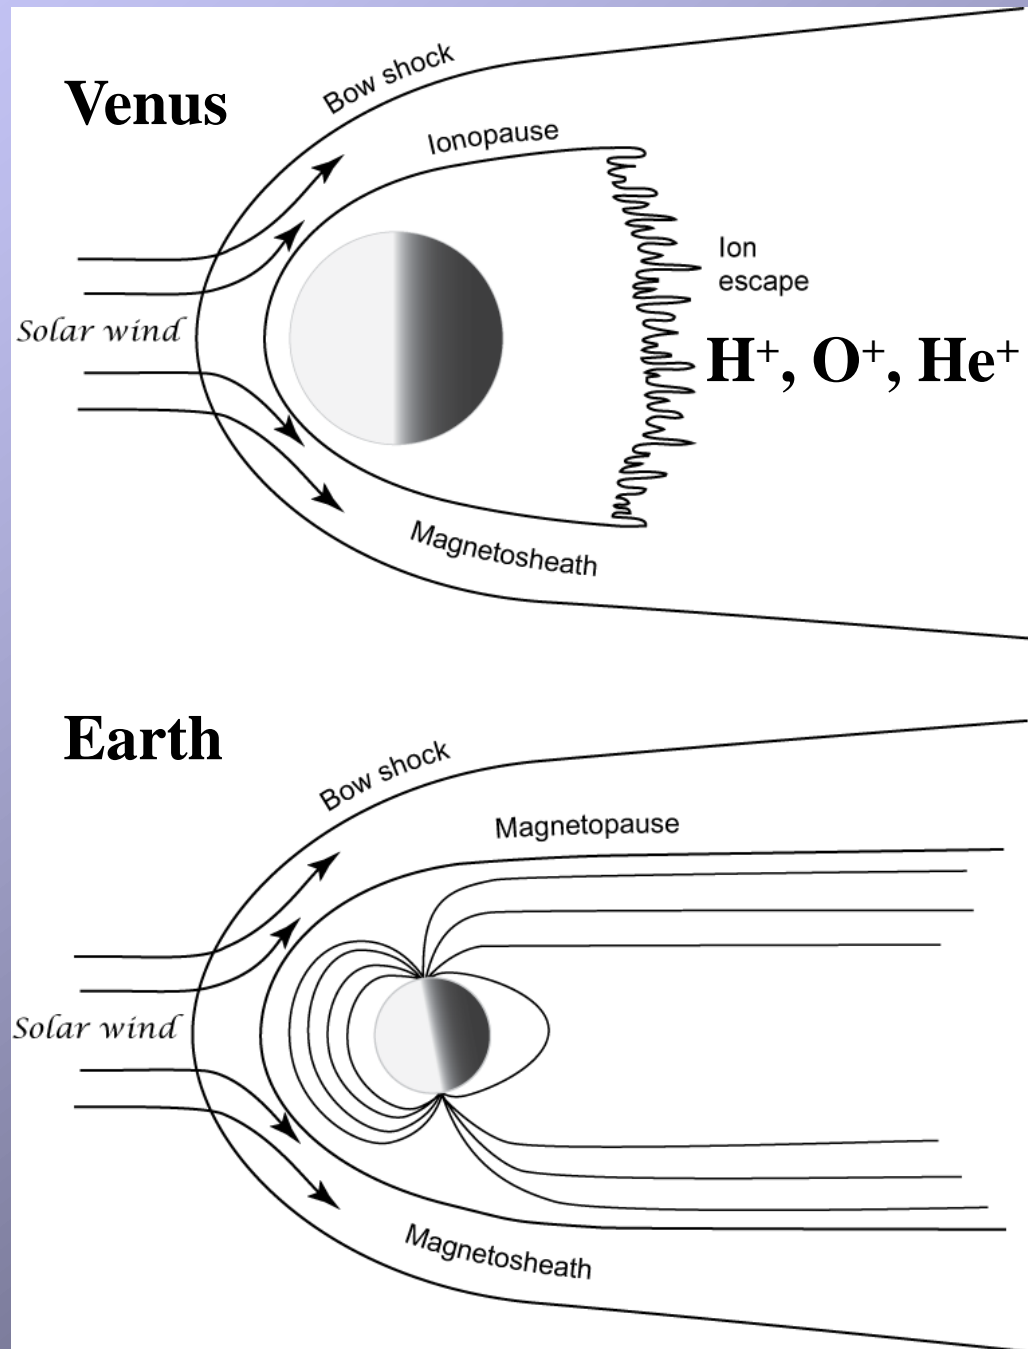 Venus
Bow shock
Ionopause
Ion
escape
Solar wind
H⁺, O⁺, He⁺
Magnetosheath
Earth
Bow shock
Magnetopause
Solar wind
Magnetosheath